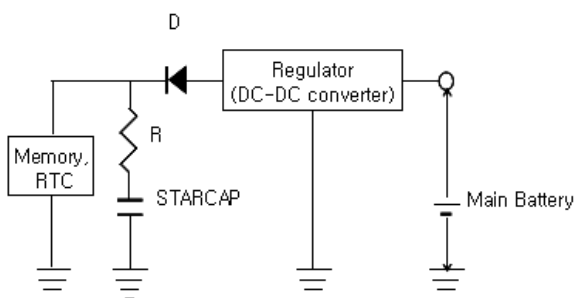 D
Regulator
(DC-DC converter)
R
Memory,
RTC
STARCAP
Main Battery